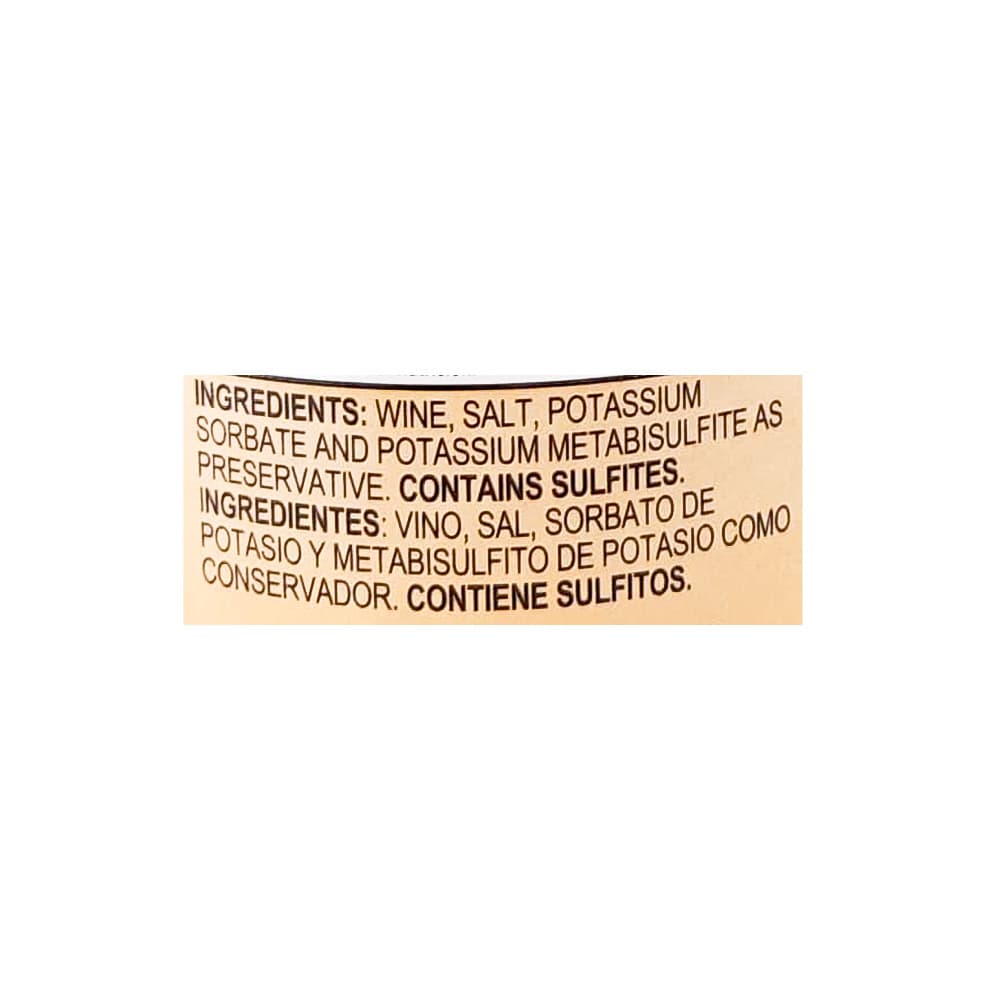 INGREDIENTS: WINE, SALT, POTASSIUM
SORBATE AND POTASSIUM METABISULFITE AS
PRESERVATIVE. CONTAINS SULFITES.
INGREDIENTES: VINO, SAL, SORBATO DE
POTASIO Y METABISULFITO DE POTASIO COMO
CONSERVADOR. CONTIENE SULFITOS.